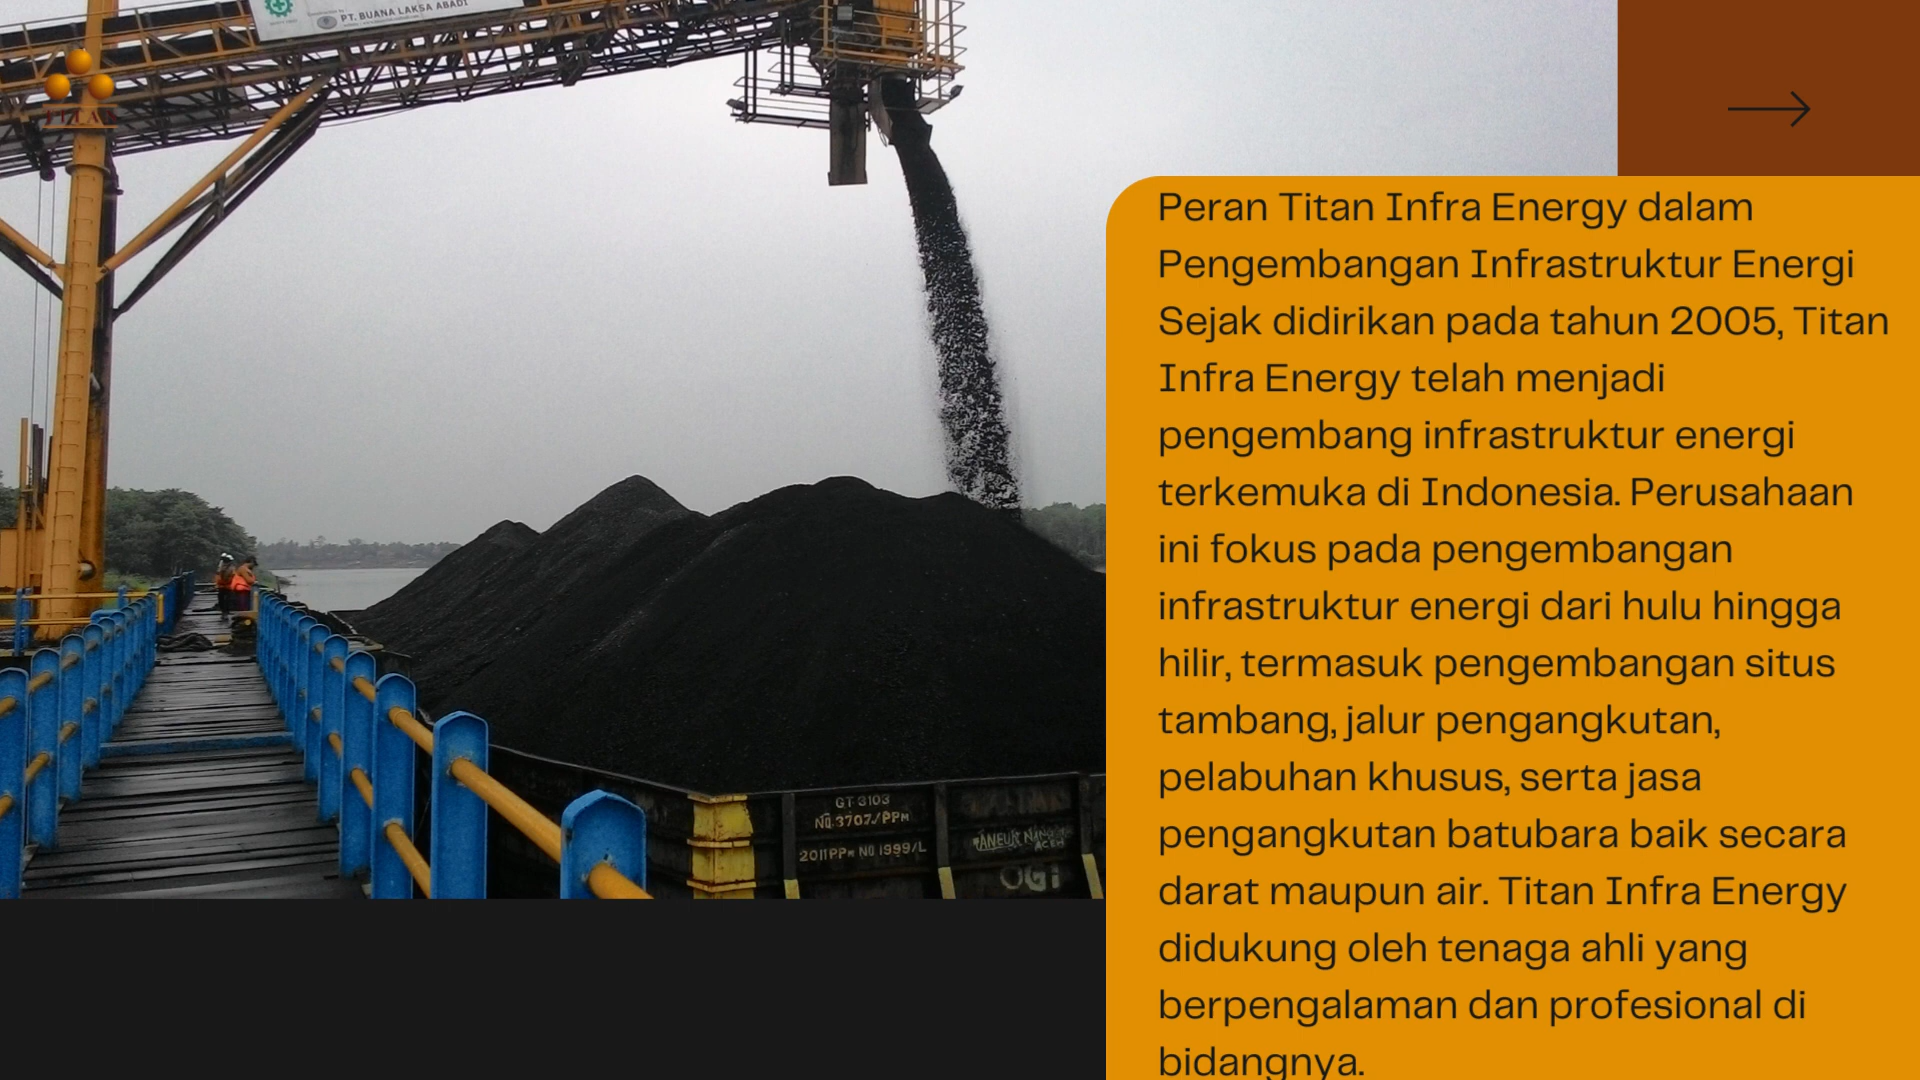 PT. BUANA LAKSA ABADI
TITAN
Peran Titan Infra Energy dalam
Pengembangan Infrastruktur Energi
Sejak didirikan pada tahun 2005, Titan
Infra Energy telah menjadi
pengembang infrastruktur energi
terkemuka di Indonesia. Perusahaan
ini fokus pada pengembangan
infrastruktur energi dari hulu hingga
hilir, termasuk pengembangan situs
tambang, jalur pengangkutan,
pelabuhan khusus, serta jasa
pengangkutan batubara baik secara
darat maupun air. Titan Infra Energy
didukung oleh tenaga ahli yang
berpengalaman dan profesional di
bidangnya.
GT 3103
NO.3707/PPM
2011PPM NO 1999/L
OGI